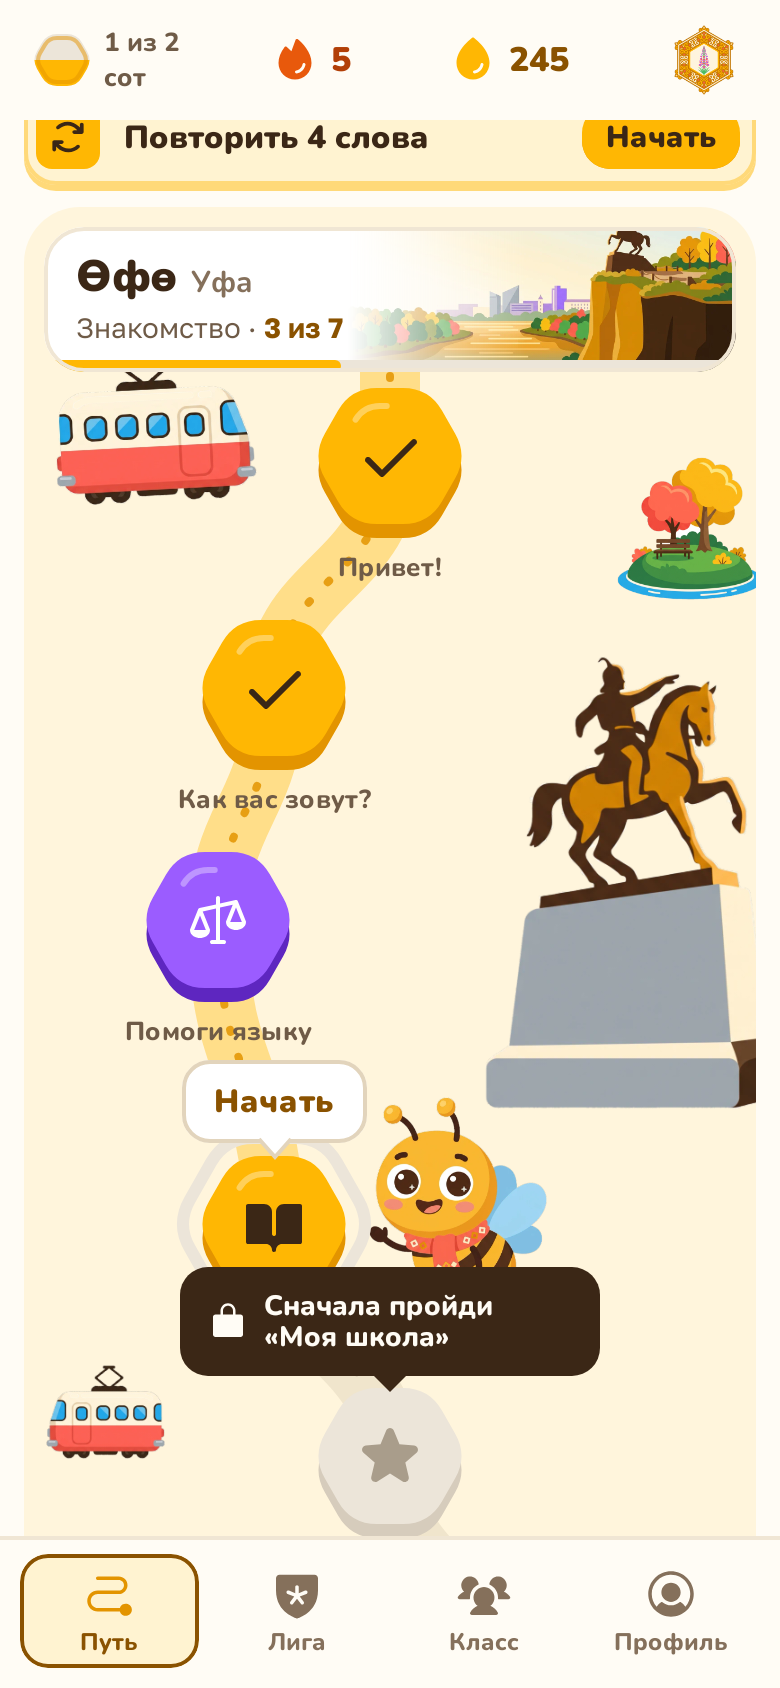 1 из 2
сот
5
245
Повторить 4 слова
Начать
Өфө Уфа
Знакомство · 3 из 7
Привет!
Как вас зовут?
Помоги языку
Начать
Сначала пройди
«Моя школа»
Путь
Лига
Класс
Профиль